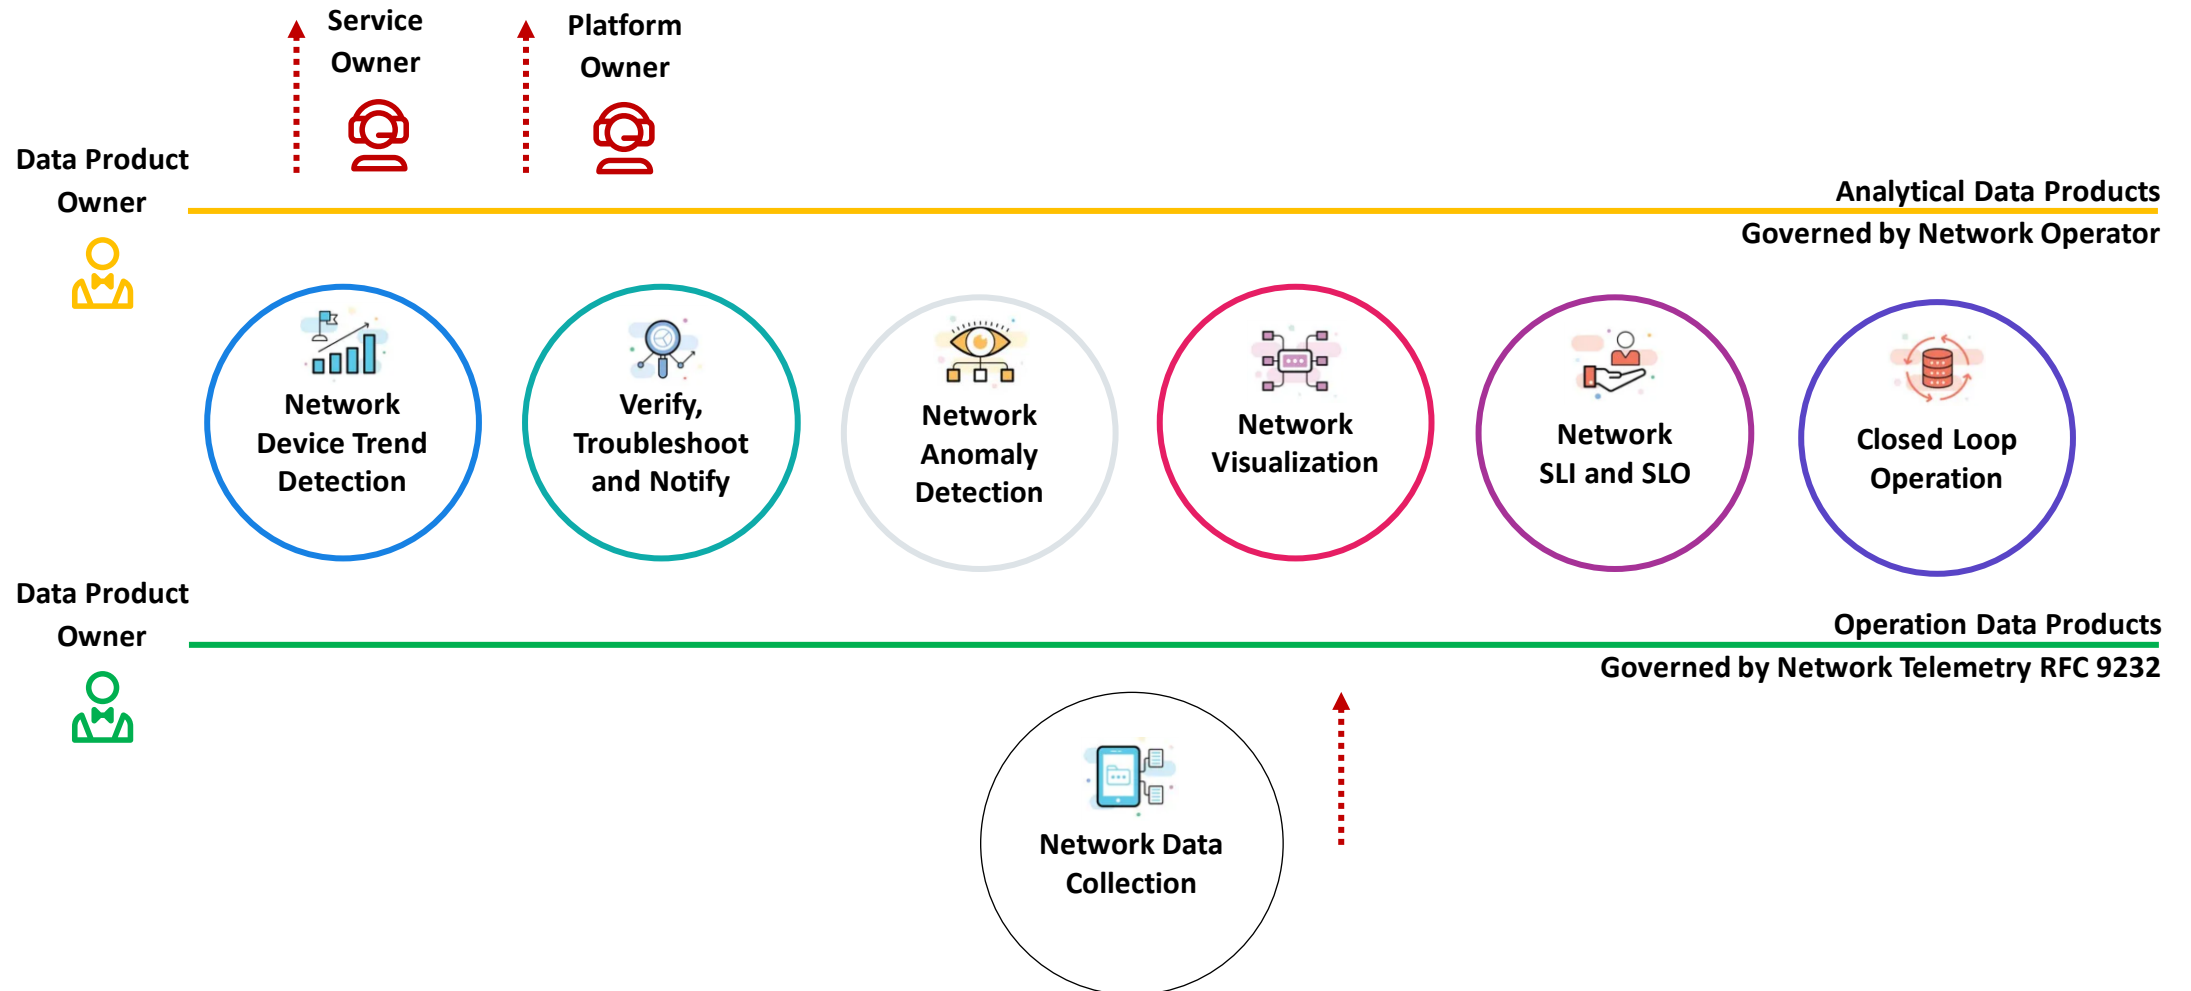 Service
Owner
Platform
Owner
Data Product
Owner
Analytical Data Products
Governed by Network Operator
Network
Device Trend
Detection
Verify,
Troubleshoot
and Notify
Network
Anomaly
Detection
Network
Visualization
Network
SLI and SLO
Closed Loop
Operation
Data Product
Owner
Operation Data Products
Governed by Network Telemetry RFC 9232
Network Data
Collection